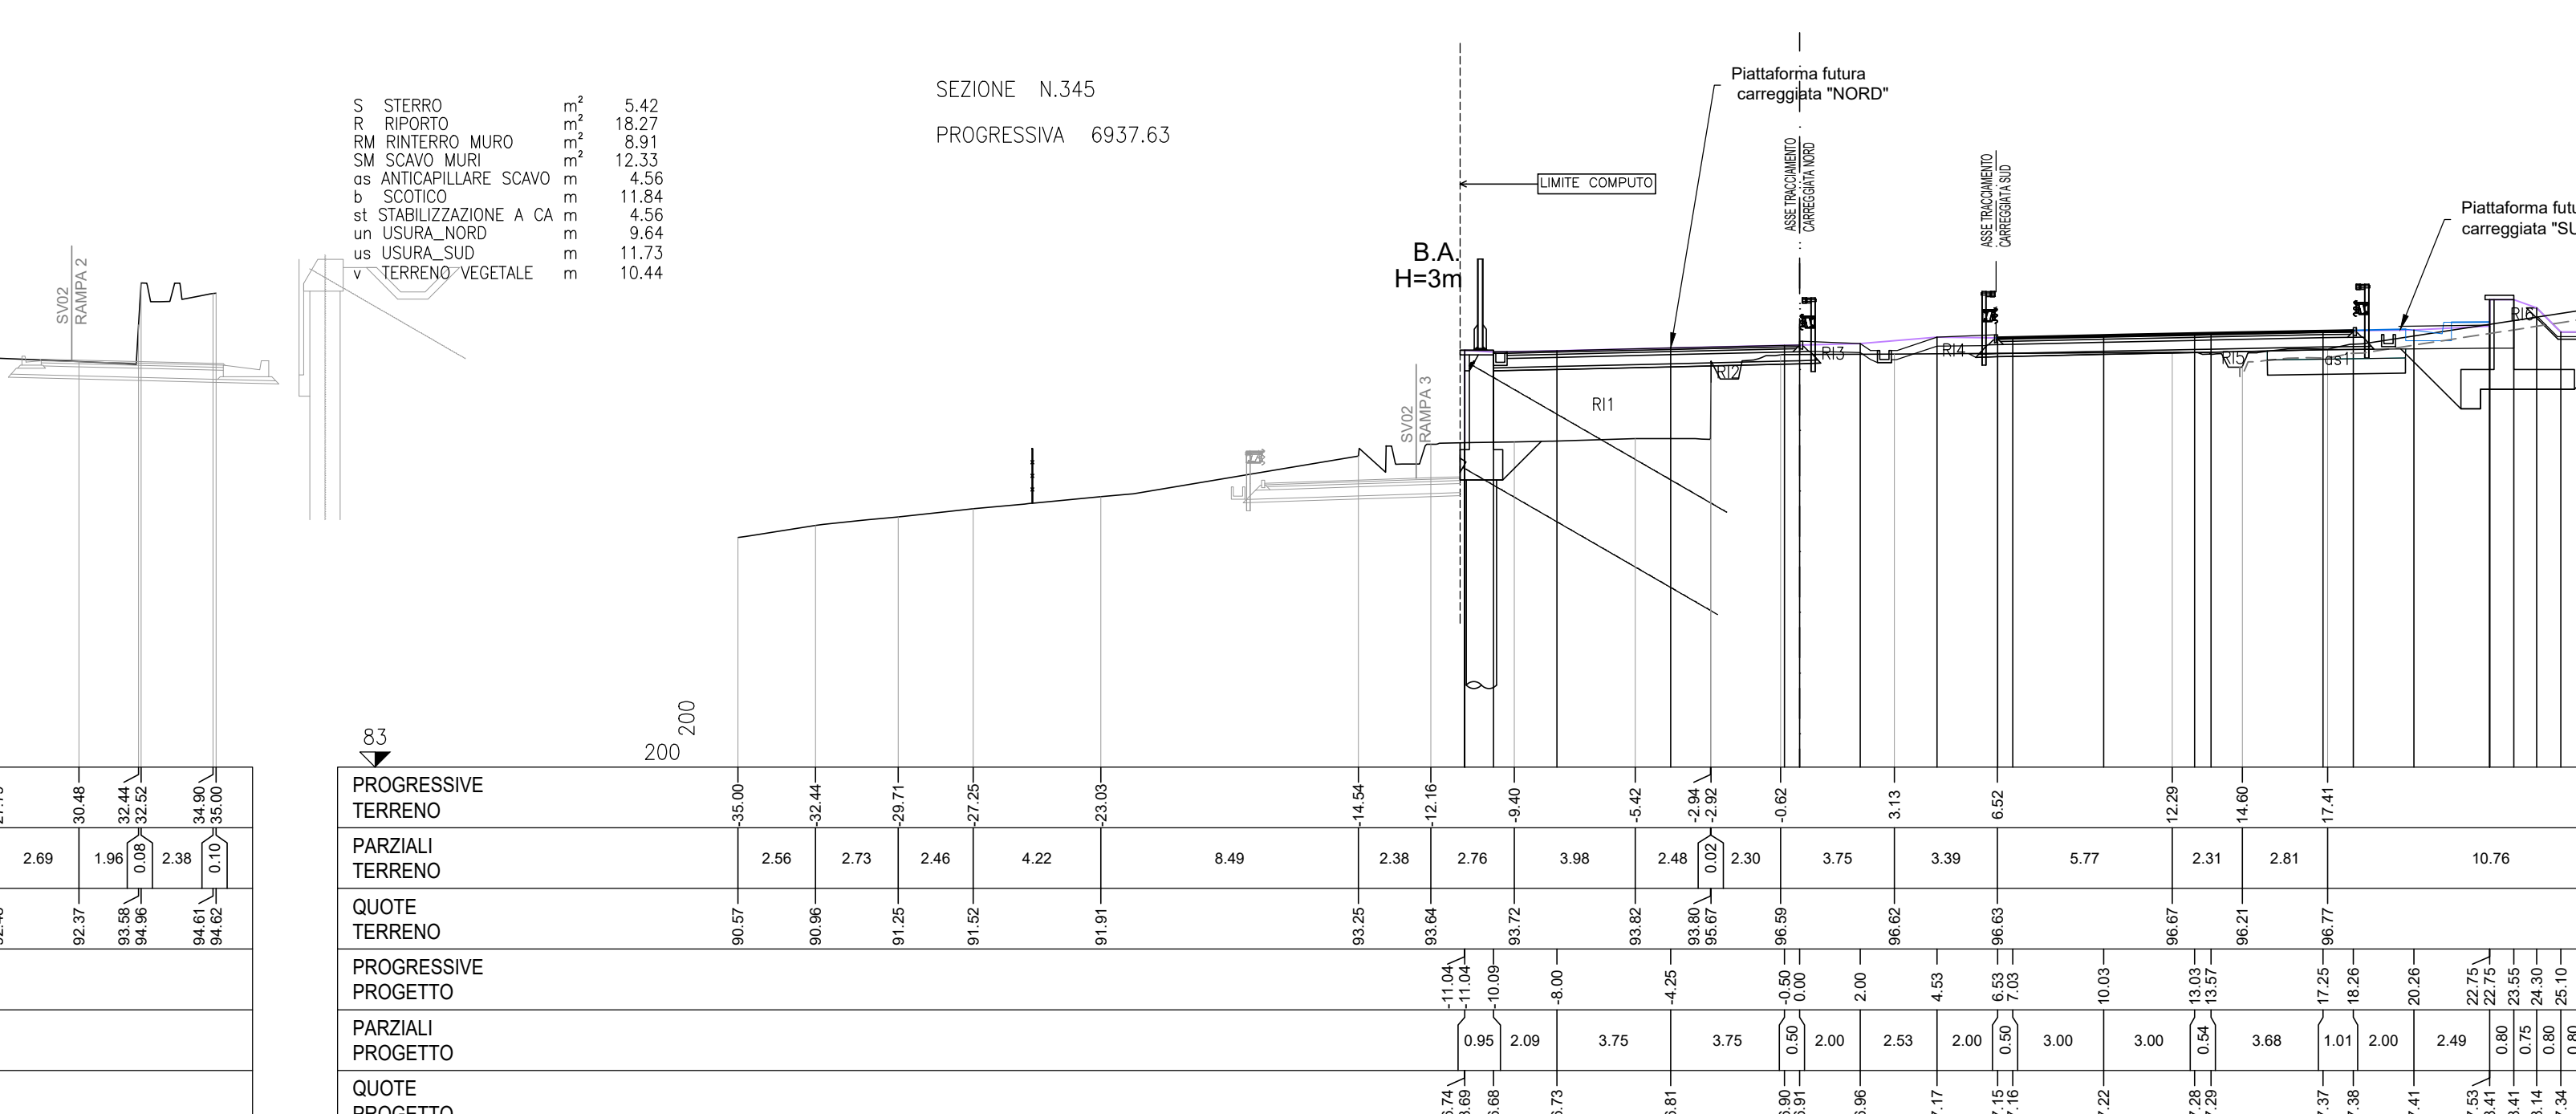 SEZIONE N.345
PROGRESSIVA 6937.63
S STERRO m² 5.42
R RIPORTO m² 18.27
RM RINTERRO MURO m² 8.91
SM SCAVO MURI m² 12.33
as ANTICAPILLARE SCAVO m 4.56
b SCOTICO m 11.84
st STABILIZZAZIONE A CA m 4.56
un USURA_NORD m 9.64
us USURA_SUD m 11.73
v TERRENO VEGETALE m 10.44
Piattaforma futura
carreggiata "NORD"
LIMITE COMPUTO
ASSE TRACCIAMENTO
CARREGGIATA NORD
ASSE TRACCIAMENTO
CARREGGIATA SUD
Piattaforma futu
carreggiata "SU
B.A.
H=3m
SV02
RAMPA 2
SV02
RAMPA 3
RI1
RI2
RI3
RI4
RI5
as1
RI6
83
200
200
30.48 32.44 32.52 34.90 35.00
2.69 1.96 0.08 2.38 0.10
92.37 93.58 94.96 94.61 94.62
PROGRESSIVE
TERRENO
-35.00 -32.44 -29.71 -27.25 -23.03 -14.54 -12.16 -9.40 -5.42 -2.94 -2.92 -0.62 3.13 6.52 12.29 14.60 17.41
PARZIALI
TERRENO
2.56 2.73 2.46 4.22 8.49 2.38 2.76 3.98 2.48 0.02 2.30 3.75 3.39 5.77 2.31 2.81 10.76
QUOTE
TERRENO
90.57 90.96 91.25 91.52 91.91 93.25 93.64 93.72 93.82 93.80 95.67 96.59 96.62 96.63 96.67 96.21 96.77
PROGRESSIVE
PROGETTO
-11.04 -11.04 -10.09 -8.00 -4.25 -0.50 0.00 2.00 4.53 6.53 7.03 10.03 13.03 13.57 17.25 18.26 20.26 22.75 22.75 23.55 24.30 25.10
PARZIALI
PROGETTO
0.95 2.09 3.75 3.75 0.50 2.00 2.53 2.00 0.50 3.00 3.00 0.54 3.68 1.01 2.00 2.49 0.80 0.75 0.80
QUOTE
PROGETTO